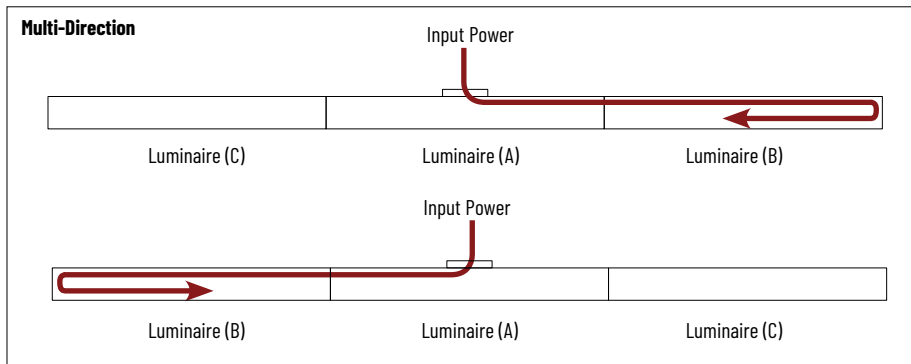 Multi-Direction
Input Power
Luminaire (C)
Luminaire (A)
Luminaire (B)
Input Power
Luminaire (B)
Luminaire (A)
Luminaire (C)